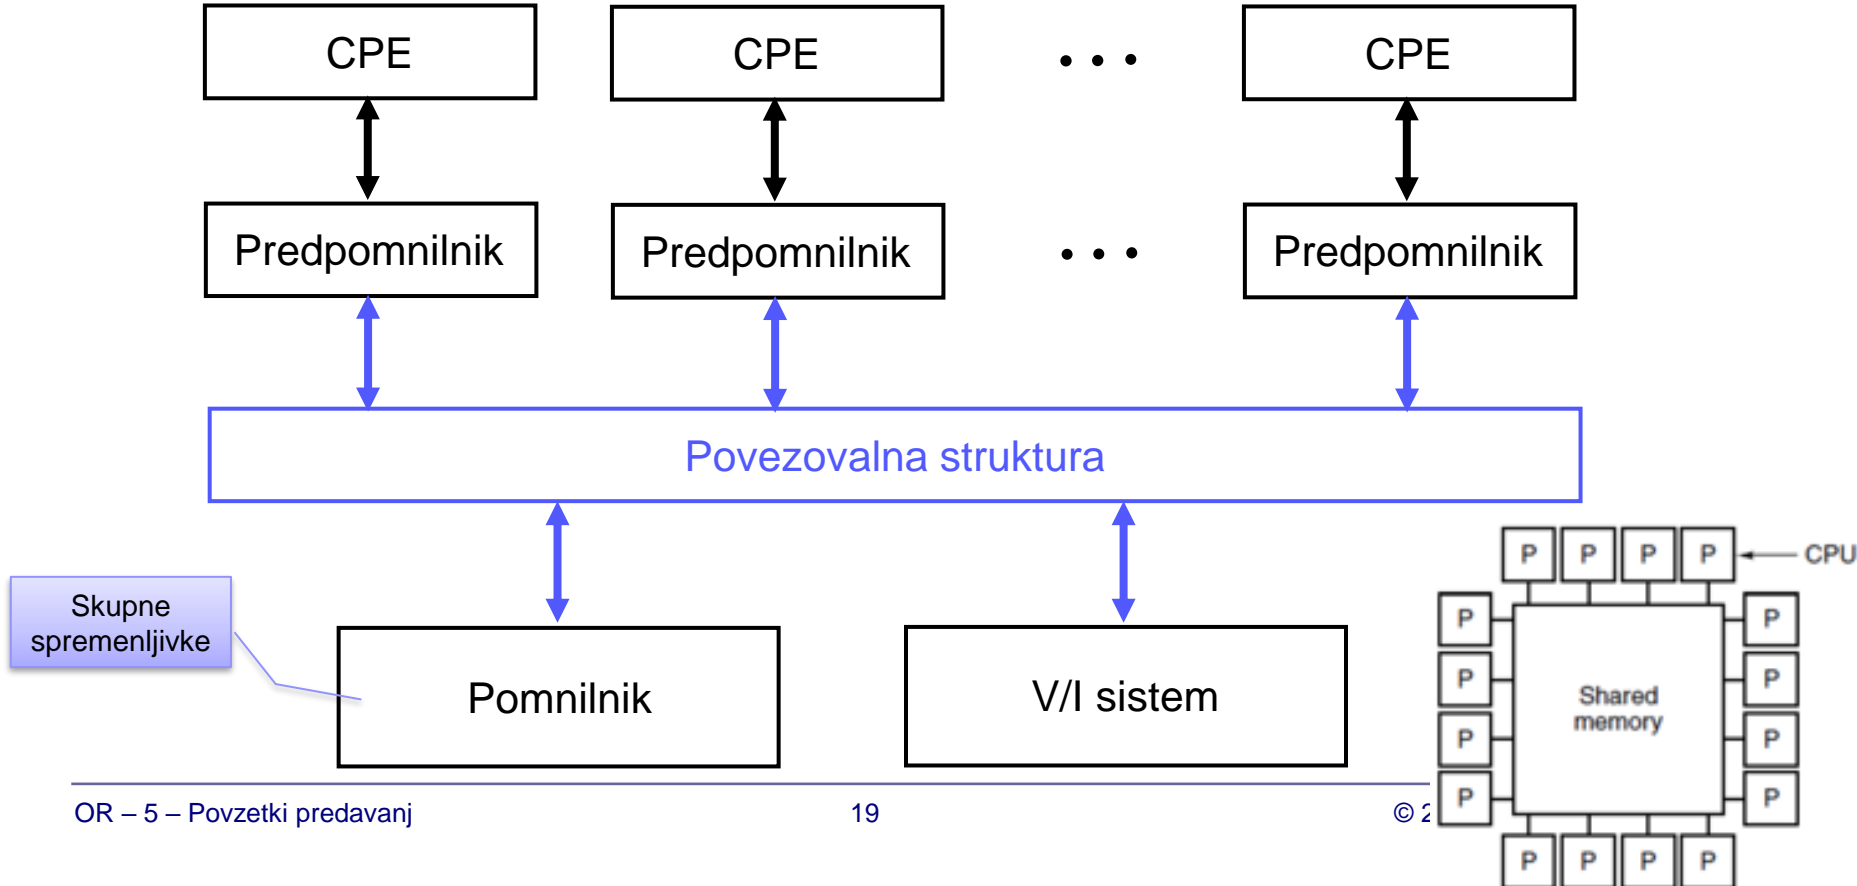 CPE
CPE
• • •
CPE
Predpomnilnik
Predpomnilnik
• • •
Predpomnilnik
Povezovalna struktura
Skupne
spremenljivke
Pomnilnik
V/I sistem
P P P P CPU
P P
P P
P P
P P
Shared
memory
P P P P
OR – 5 – Povzetki predavanj
19
©